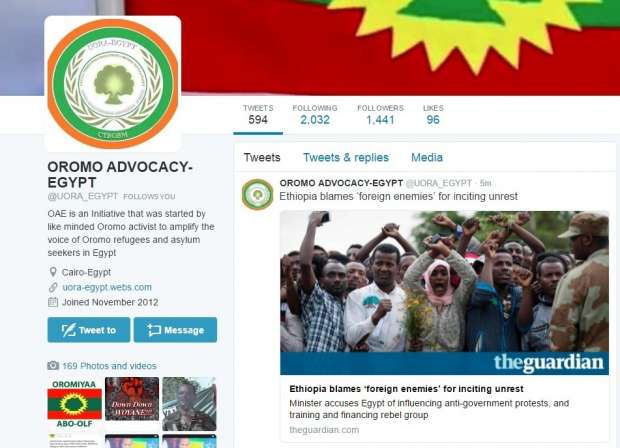 UORA-EGYPT
OROMO ADVOCACY-
EGYPT
@UORA_EGYPT FOLLOWS YOU
OAE is an Initiative that was started by
like minded Oromo activist to amplify the
voice of Oromo refugees and asylum
seekers in Egypt
Cairo-Egypt
uora-egypt.webs.com
Joined November 2012
Tweet to
Message
169 Photos and videos
OROMIYAA
ABO-OLF
Down Down
WOYANE!!!
TWEETS
594
FOLLOWING
2,032
FOLLOWERS
1,441
LIKES
96
Tweets
Tweets & replies
Media
OROMO ADVOCACY-EGYPT @UORA_EGYPT · 5m
Ethiopia blames 'foreign enemies' for inciting unrest
theguardian
Ethiopia blames 'foreign enemies' for inciting unrest
Minister accuses Egypt of influencing anti-government protests, and
training and financing rebel group
theguardian.com